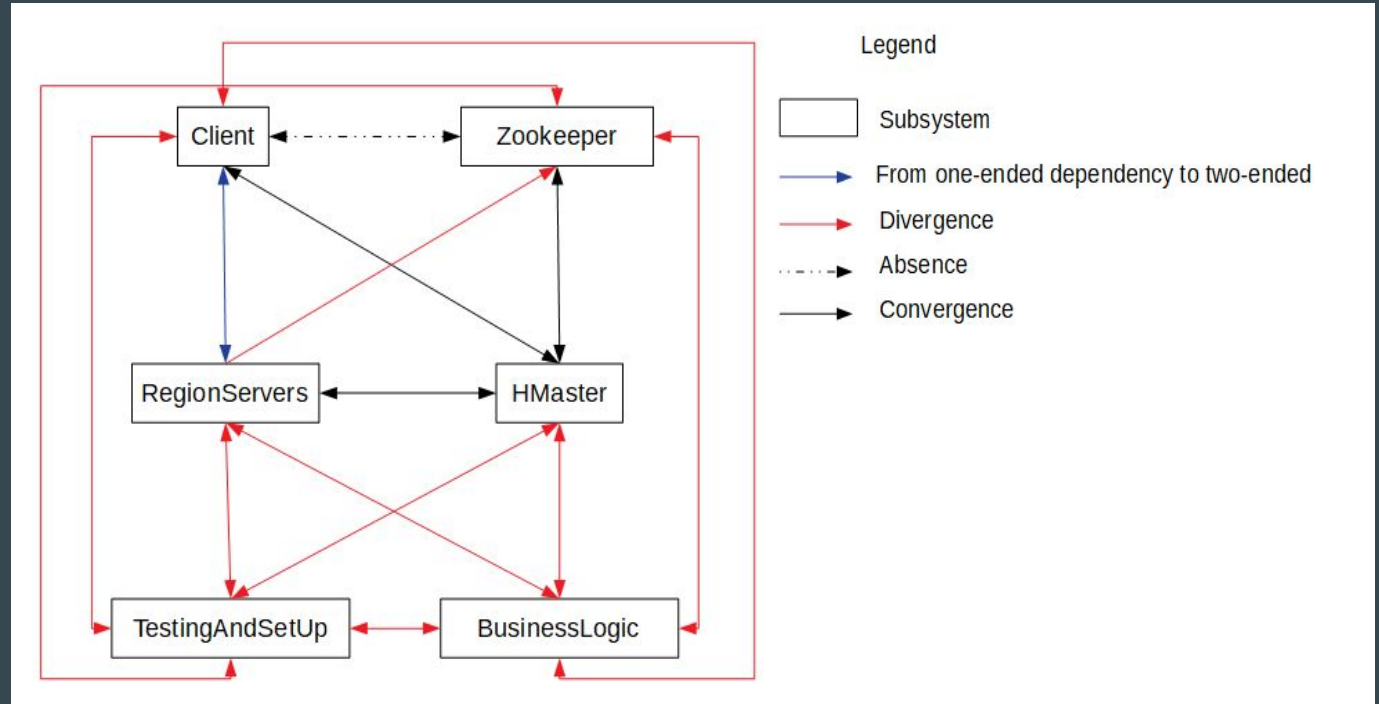 Legend
Client
Zookeeper
Subsystem
From one-ended dependency to two-ended
Divergence
Absence
Convergence
RegionServers
HMaster
TestingAndSetUp
BusinessLogic